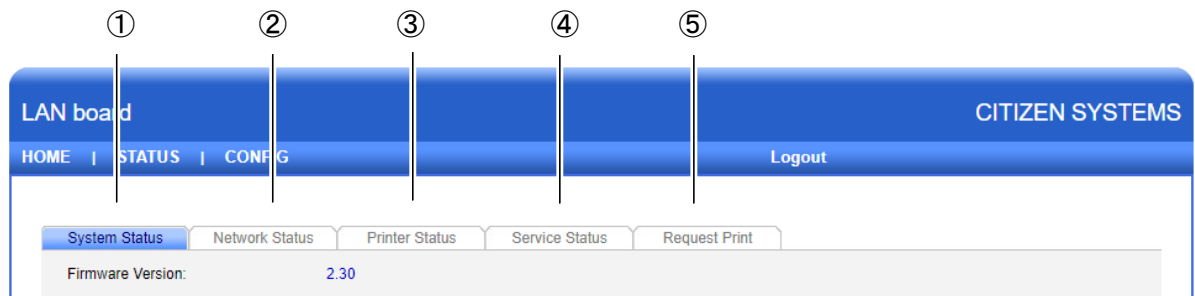 ① ② ③ ④ ⑤
LAN board CITIZEN SYSTEMS
HOME | STATUS | CONFIG Logout
System Status Network Status Printer Status Service Status Request Print
Firmware Version: 2.30